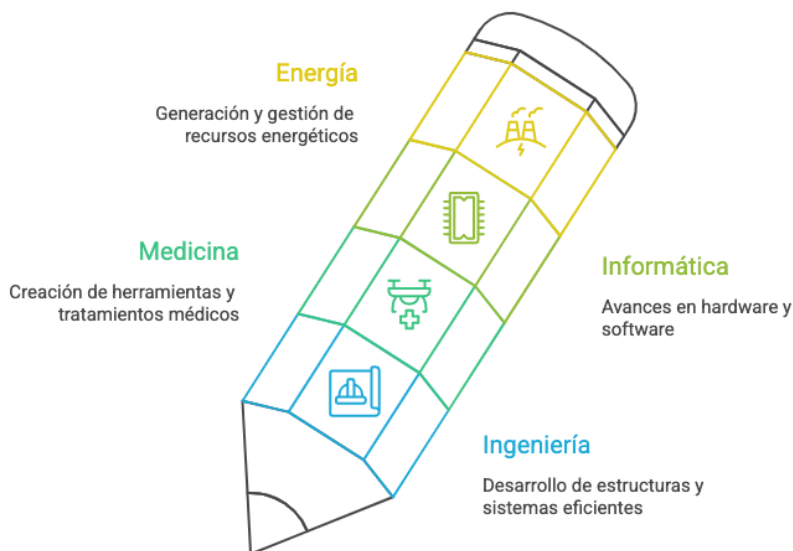 Energía
Generación y gestión de
recursos energéticos
Medicina
Creación de herramientas y
tratamientos médicos
Informática
Avances en hardware y
software
Ingeniería
Desarrollo de estructuras y
sistemas eficientes